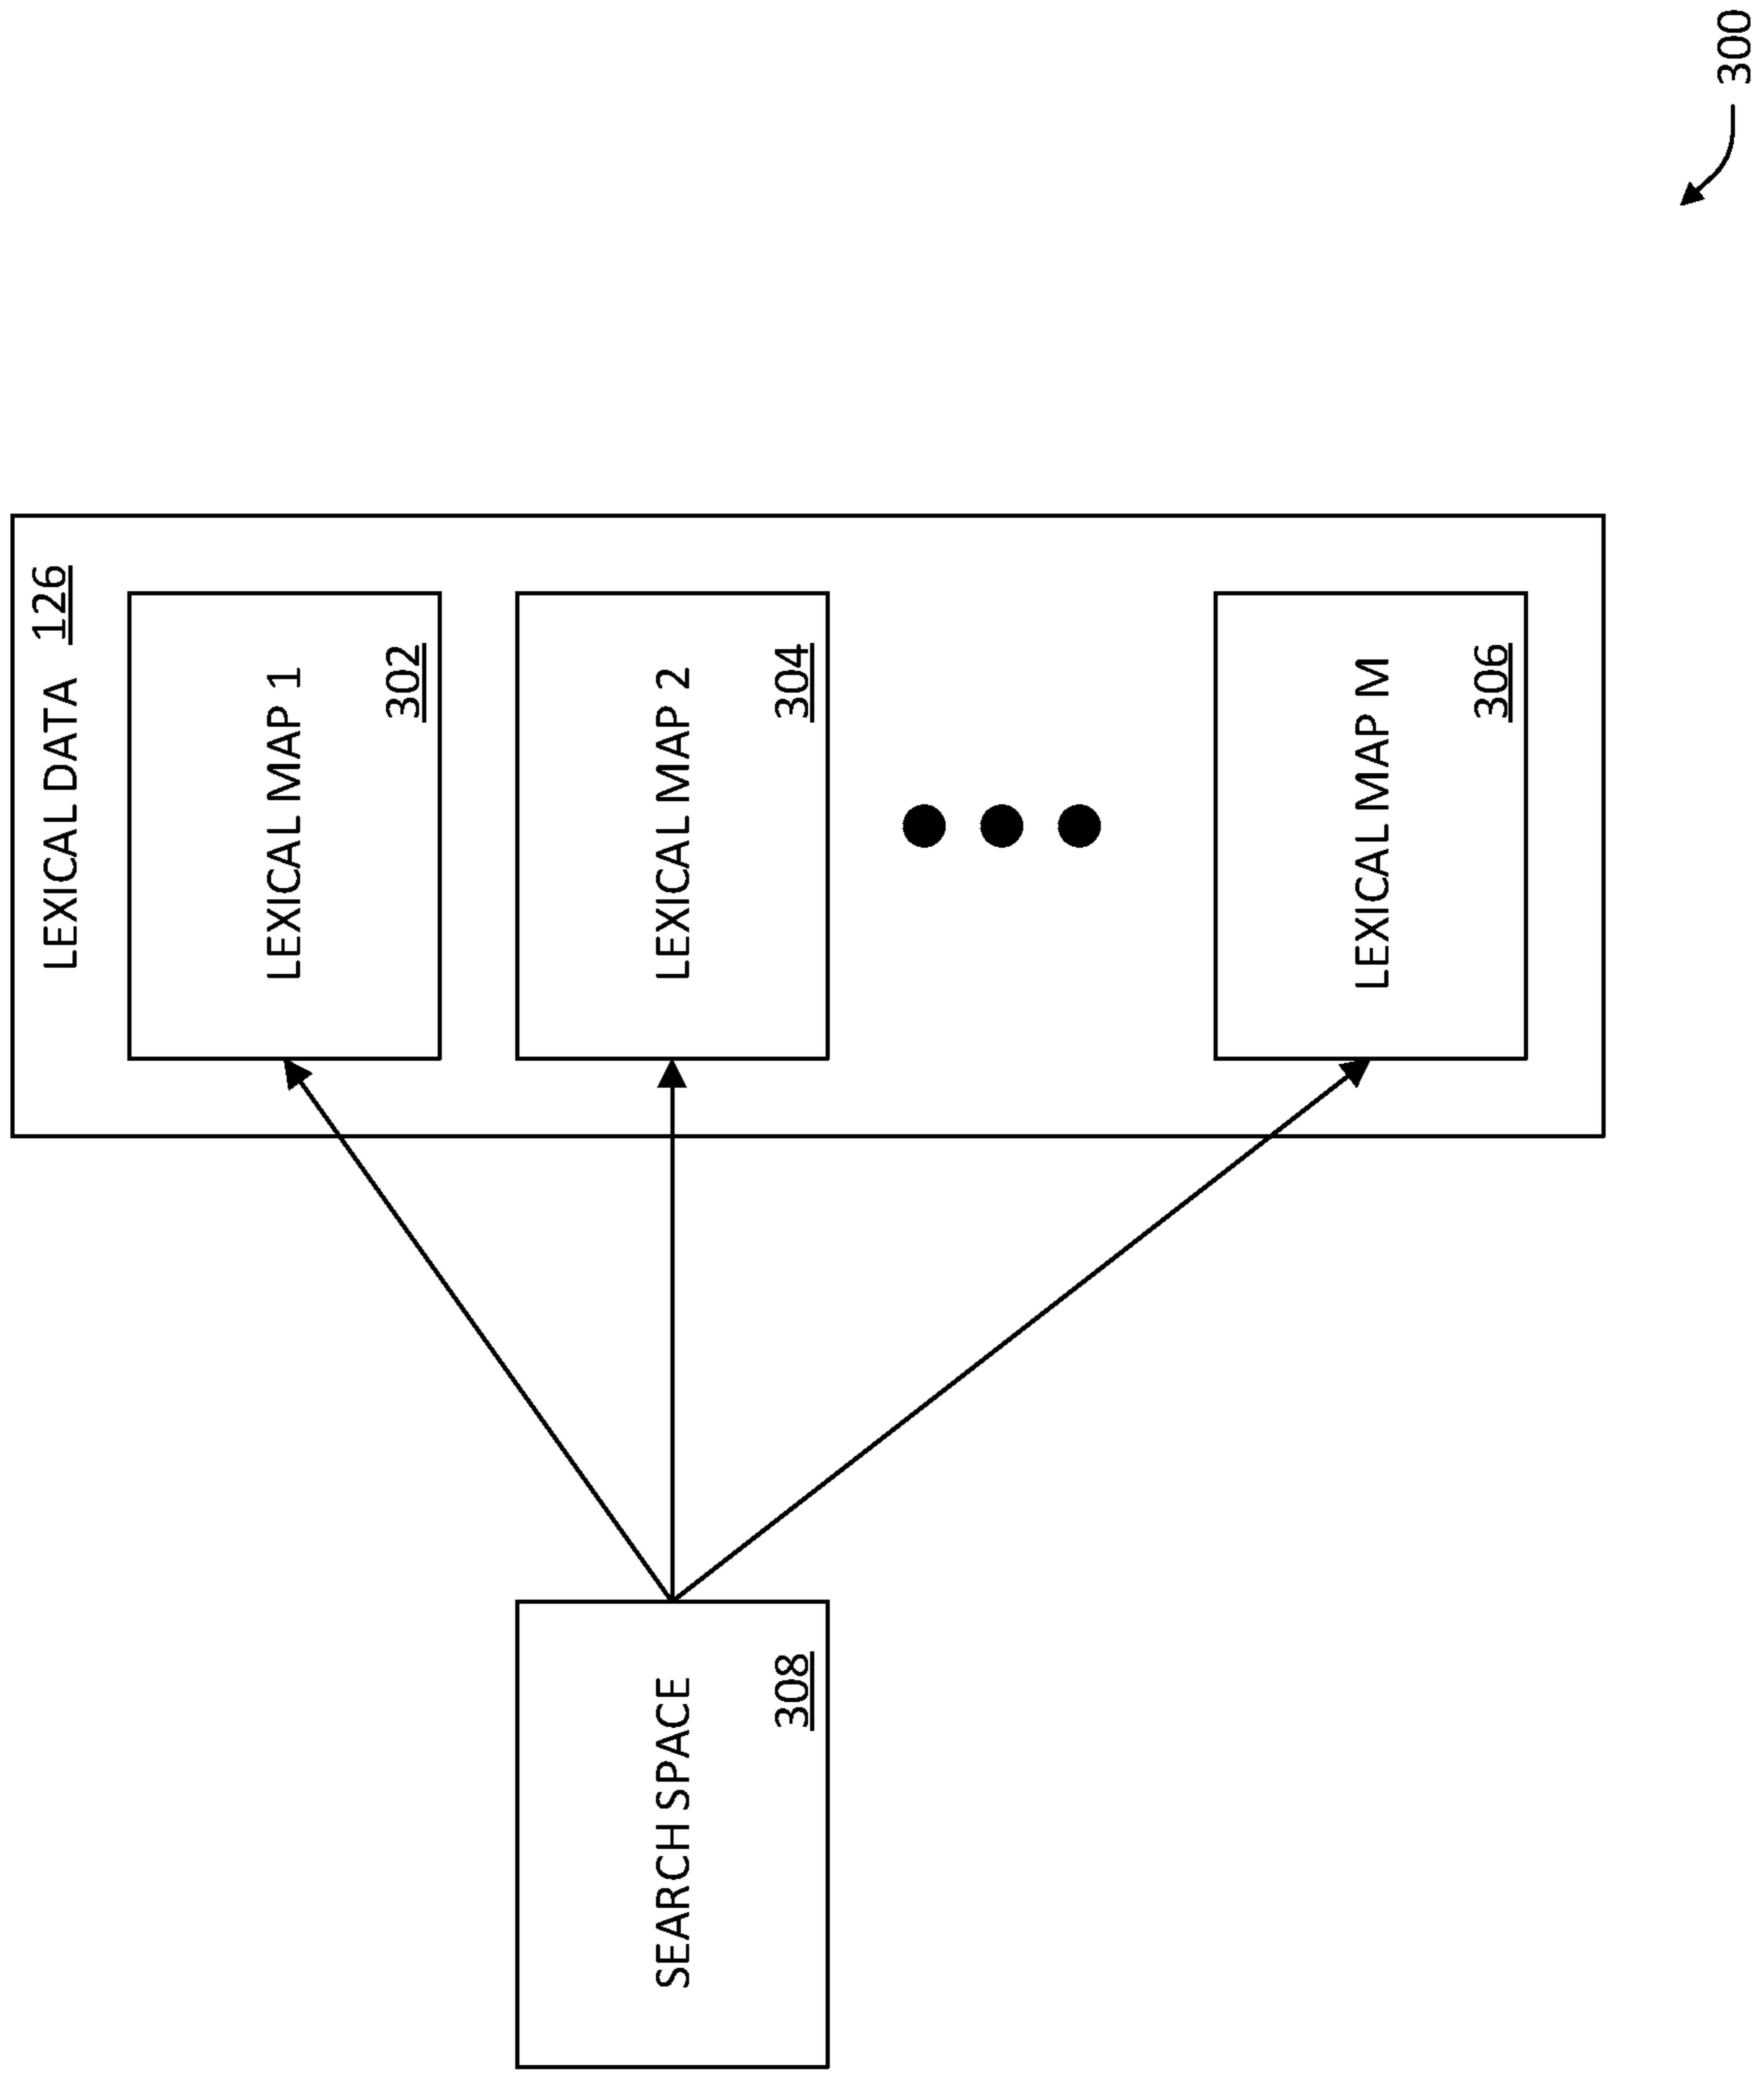 LEXICAL DATA 126
LEXICAL MAP 1
302
LEXICAL MAP 2
304
LEXICAL MAP M
306
SEARCH SPACE
308
300